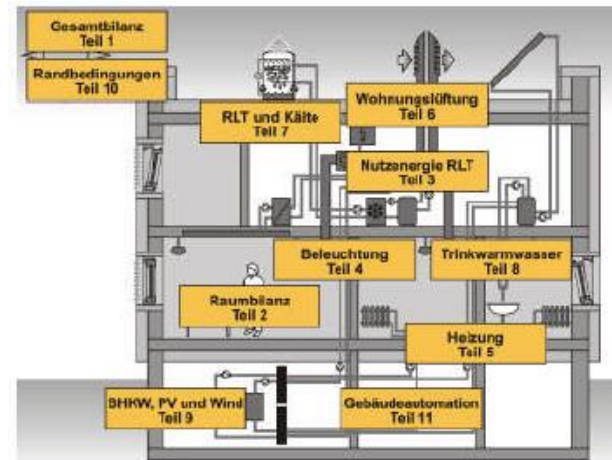 Gesamtbilanz
Teil 1
Randbedingungen
Teil 10
Wohnungslüftung
Teil 6
RLT und Kälte
Teil 7
Nutzenergie RLT
Teil 3
Beleuchtung
Teil 4
Trinkwarmwasser
Teil 8
Raumbilanz
Teil 2
Heizung
Teil 5
BHKW, PV und Wind
Teil 9
Gebäudeautomation
Teil 11